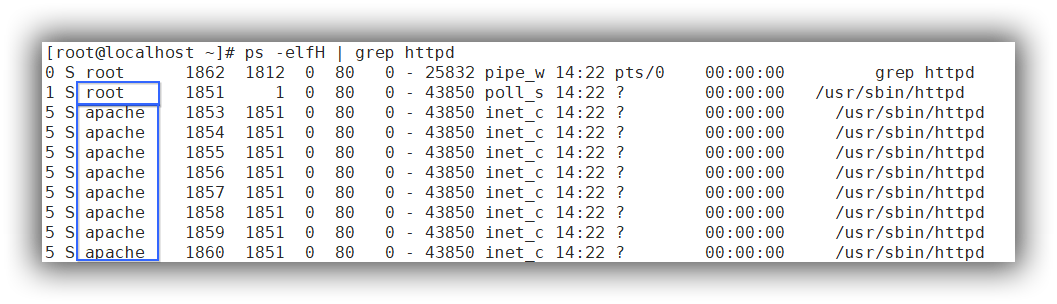 [root@localhost ~]# ps -elfH | grep httpd
0 S root      1862  1812  0  80   0 - 25832 pipe_w 14:22 pts/0    00:00:00         grep httpd
1 S root      1851     1  0  80   0 - 43850 poll_s 14:22 ?        00:00:00   /usr/sbin/httpd
5 S apache    1853  1851  0  80   0 - 43850 inet_c 14:22 ?        00:00:00     /usr/sbin/httpd
5 S apache    1854  1851  0  80   0 - 43850 inet_c 14:22 ?        00:00:00     /usr/sbin/httpd
5 S apache    1855  1851  0  80   0 - 43850 inet_c 14:22 ?        00:00:00     /usr/sbin/httpd
5 S apache    1856  1851  0  80   0 - 43850 inet_c 14:22 ?        00:00:00     /usr/sbin/httpd
5 S apache    1857  1851  0  80   0 - 43850 inet_c 14:22 ?        00:00:00     /usr/sbin/httpd
5 S apache    1858  1851  0  80   0 - 43850 inet_c 14:22 ?        00:00:00     /usr/sbin/httpd
5 S apache    1859  1851  0  80   0 - 43850 inet_c 14:22 ?        00:00:00     /usr/sbin/httpd
5 S apache    1860  1851  0  80   0 - 43850 inet_c 14:22 ?        00:00:00     /usr/sbin/httpd